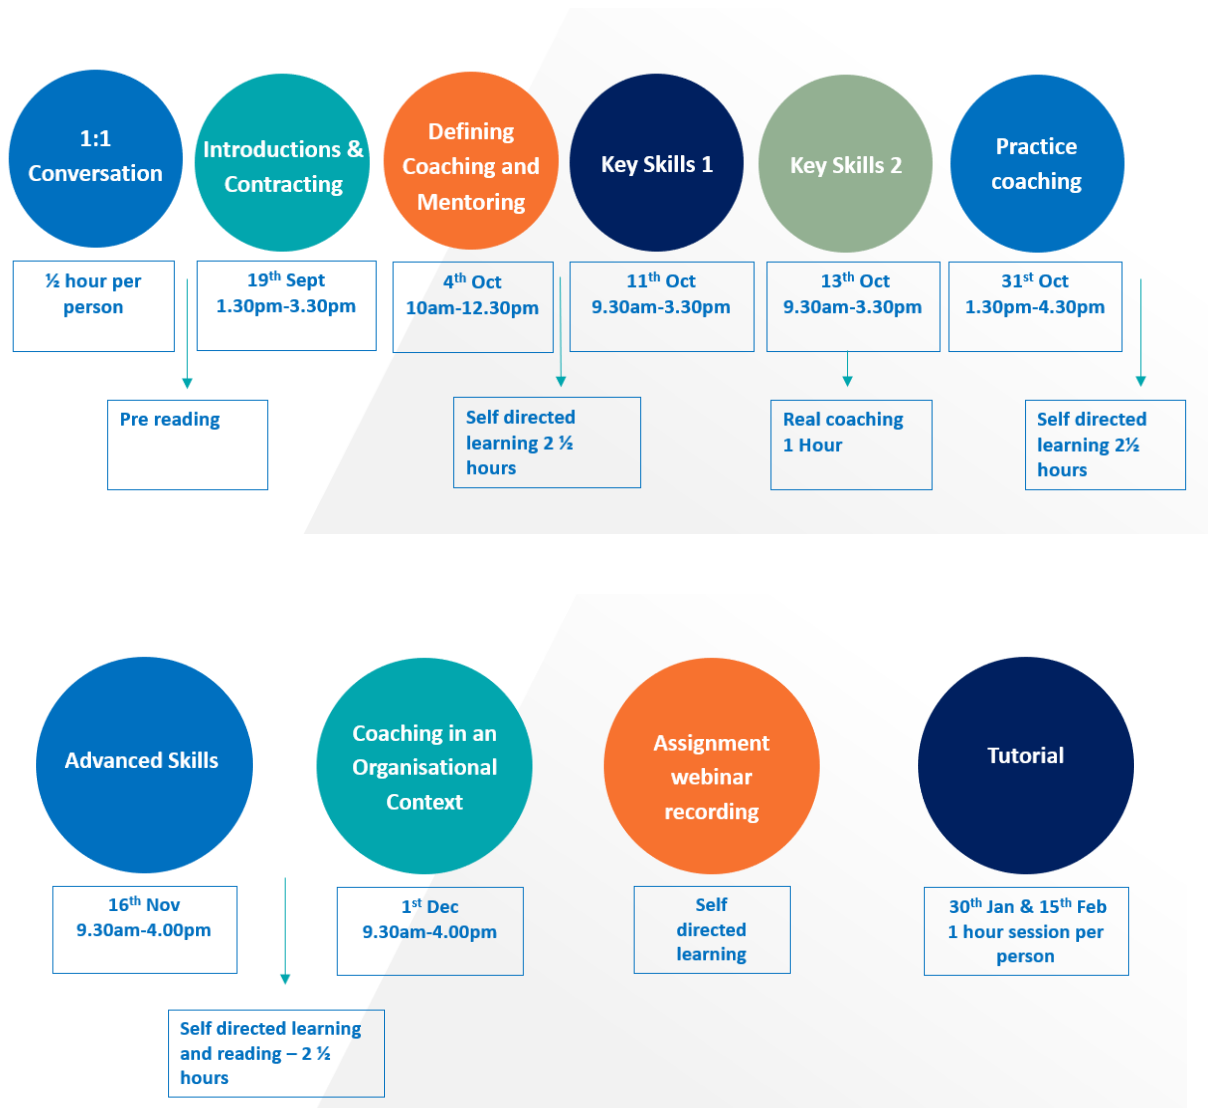 1:1
Conversation
Introductions &
Contracting
Defining
Coaching and
Mentoring
Key Skills 1
Key Skills 2
Practice
coaching
½ hour per
person
19th Sept
1.30pm-3.30pm
4th Oct
10am-12.30pm
11th Oct
9.30am-3.30pm
13th Oct
9.30am-3.30pm
31st Oct
1.30pm-4.30pm
Pre reading
Self directed
learning 2 ½
hours
Real coaching
1 Hour
Self directed
learning 2½
hours
Advanced Skills
Coaching in an
Organisational
Context
Assignment
webinar
recording
Tutorial
16th Nov
9.30am-4.00pm
1st Dec
9.30am-4.00pm
Self
directed
learning
30th Jan & 15th Feb
1 hour session per
person
Self directed learning
and reading – 2 ½
hours